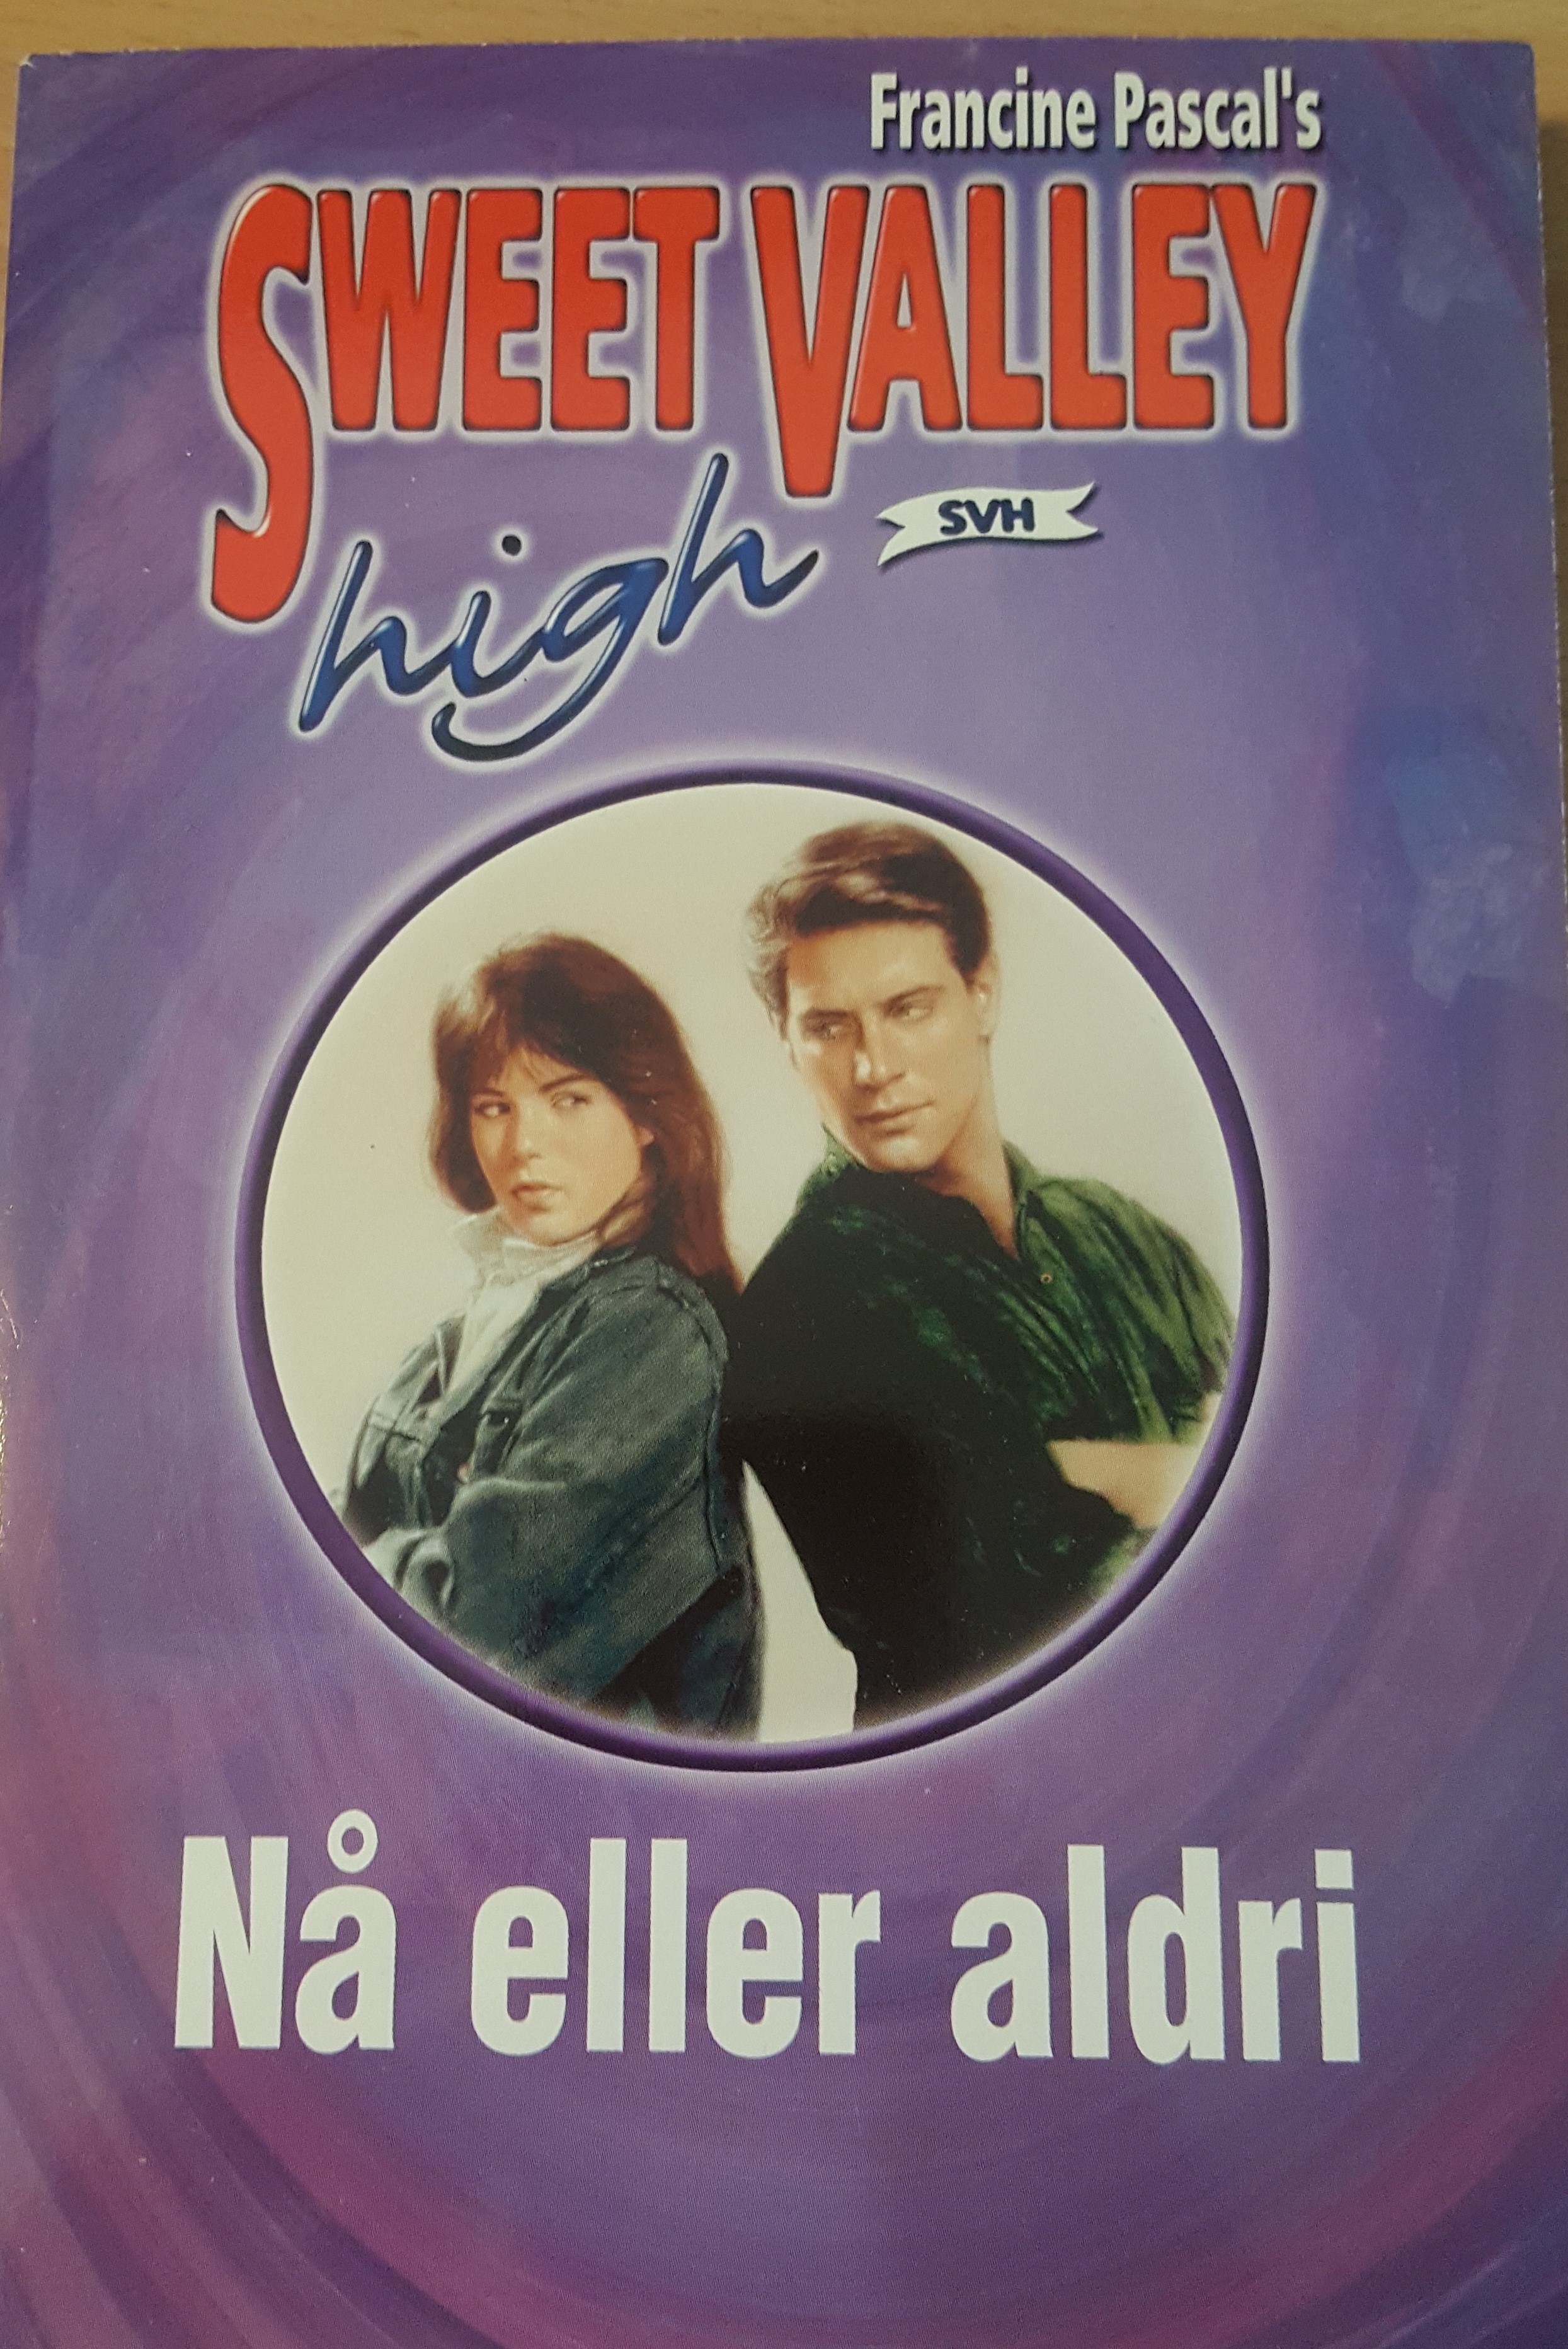 Francine Pascal's
SWEET VALLEY
high
SVH
Nå eller aldri